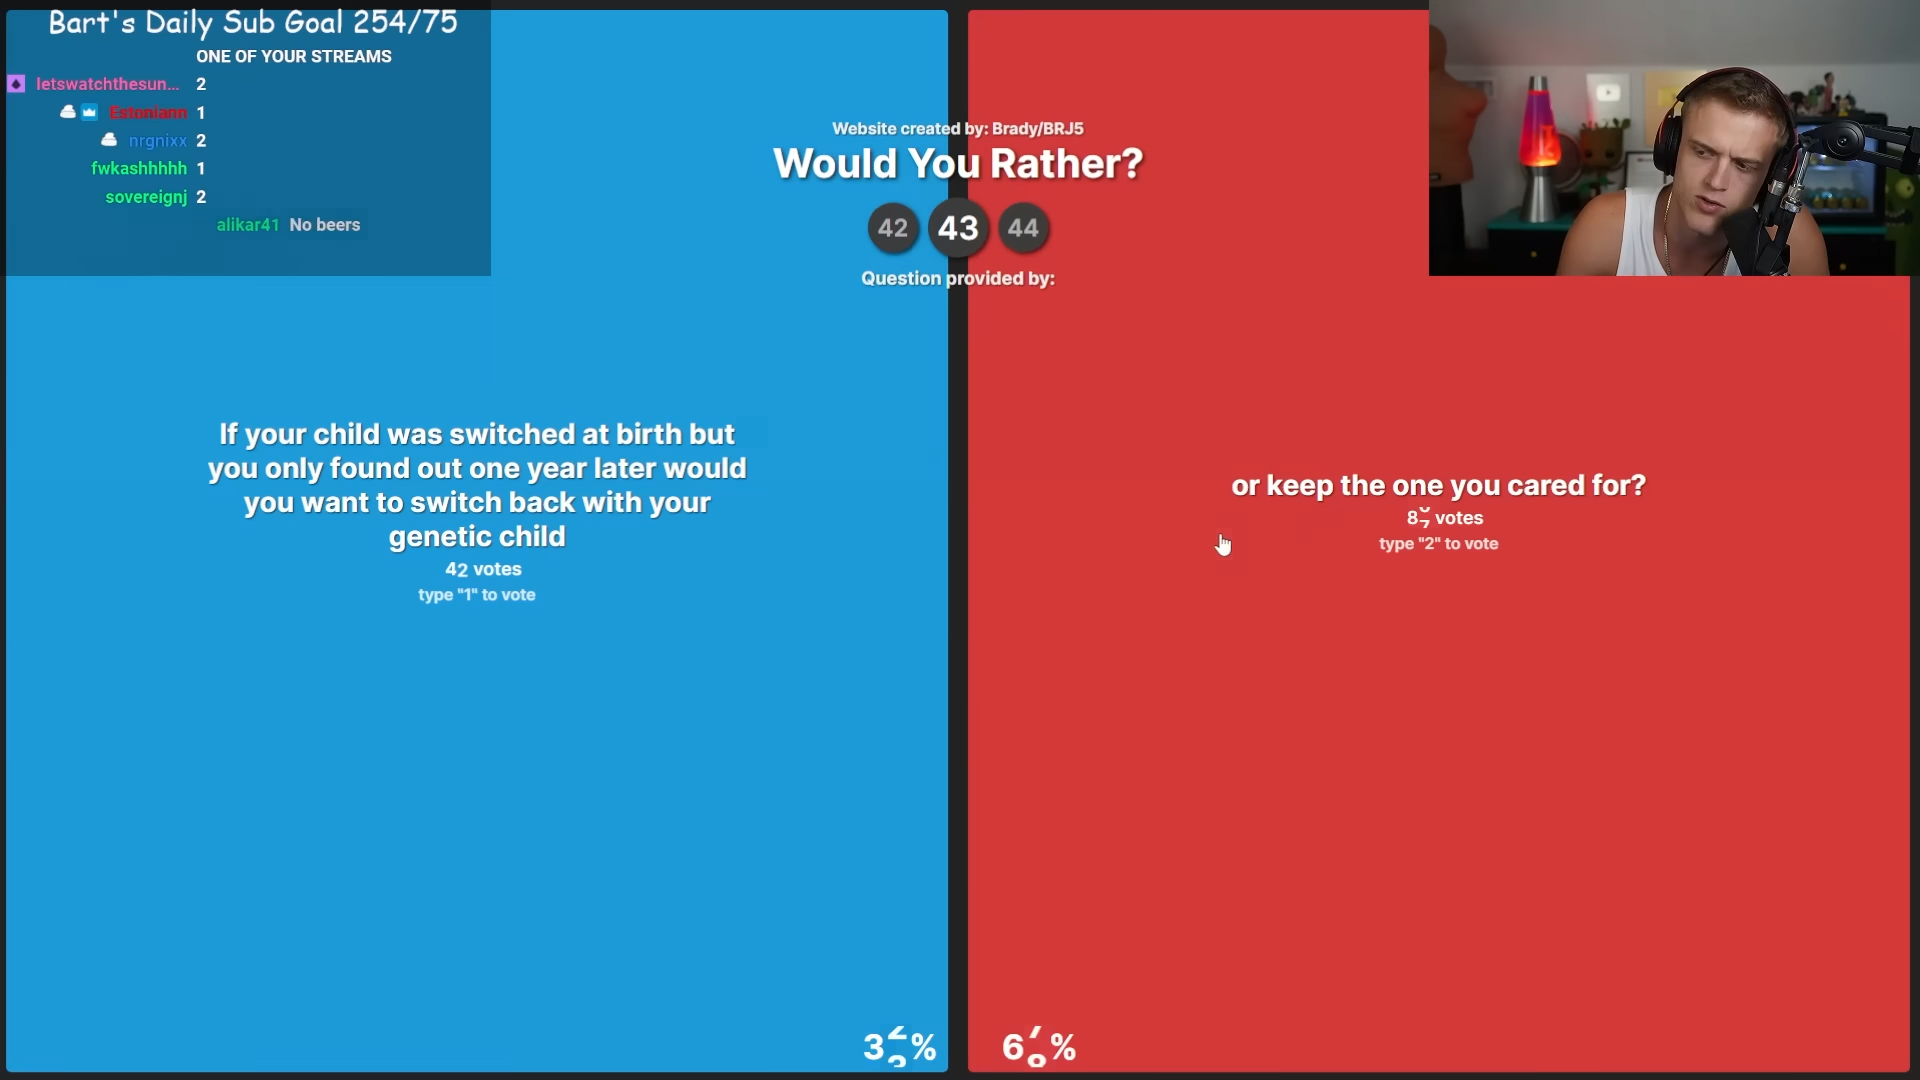 Bart's Daily Sub Goal 254/75
ONE OF YOUR STREAMS
letswatchthesun... 2
Estoniann 1
nrgnixx 2
fwkashhhhh 1
sovereignj 2
alikar41 No beers
Website created by: Brady/BRJ5
Would You Rather?
42 43 44
Question provided by:
If your child was switched at birth but
you only found out one year later would
you want to switch back with your
genetic child
42 votes
type "1" to vote
or keep the one you cared for?
votes
type "2" to vote